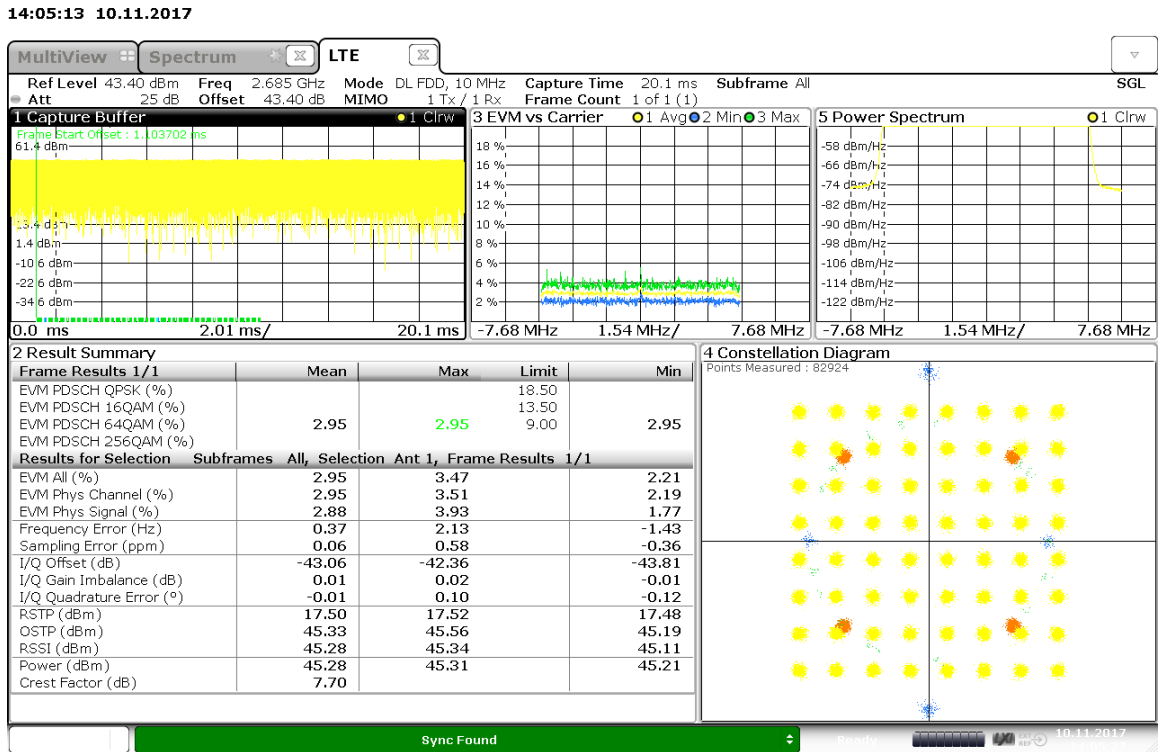 14:05:13 10.11.2017
MultiView Spectrum LTE
Ref Level 43.40 dBm Freq 2.685 GHz Mode DL FDD, 10 MHz Capture Time 20.1 ms Subframe All
Att 25 dB Offset 43.40 dB MIMO 1 Tx / 1 Rx Frame Count 1 of 1 (1) SGL
1 Capture Buffer 1 Clrw
Frame Start Offset : 1.103702 ms
61.4 dBm
13.4 dBm
1.4 dBm
-10.6 dBm
-22.6 dBm
-34.6 dBm
0.0 ms 2.01 ms/ 20.1 ms
3 EVM vs Carrier 1 Avg 2 Min 3 Max
18 %
16 %
14 %
12 %
10 %
8 %
6 %
4 %
2 %
-7.68 MHz 1.54 MHz/ 7.68 MHz
5 Power Spectrum 1 Clrw
-58 dBm/Hz
-66 dBm/Hz
-74 dBm/Hz
-82 dBm/Hz
-90 dBm/Hz
-98 dBm/Hz
-106 dBm/Hz
-114 dBm/Hz
-122 dBm/Hz
-7.68 MHz 1.54 MHz/ 7.68 MHz
2 Result Summary
Frame Results 1/1 Mean Max Limit Min
EVM PDSCH QPSK (%) 18.50
EVM PDSCH 16QAM (%) 13.50
EVM PDSCH 64QAM (%) 2.95 2.95 9.00 2.95
EVM PDSCH 256QAM (%)
Results for Selection Subframes All, Selection Ant 1, Frame Results 1/1
EVM All (%) 2.95 3.47 2.21
EVM Phys Channel (%) 2.95 3.51 2.19
EVM Phys Signal (%) 2.88 3.93 1.77
Frequency Error (Hz) 0.37 2.13 -1.43
Sampling Error (ppm) 0.06 0.58 -0.36
I/Q Offset (dB) -43.06 -42.36 -43.81
I/Q Gain Imbalance (dB) 0.01 0.02 -0.01
I/Q Quadrature Error (°) -0.01 0.10 -0.12
RSTP (dBm) 17.50 17.52 17.48
OSTP (dBm) 45.33 45.56 45.19
RSSI (dBm) 45.28 45.34 45.11
Power (dBm) 45.28 45.31 45.21
Crest Factor (dB) 7.70
4 Constellation Diagram
Points Measured : 82924
Sync Found Ready LXI EXT REF 10.11.2017